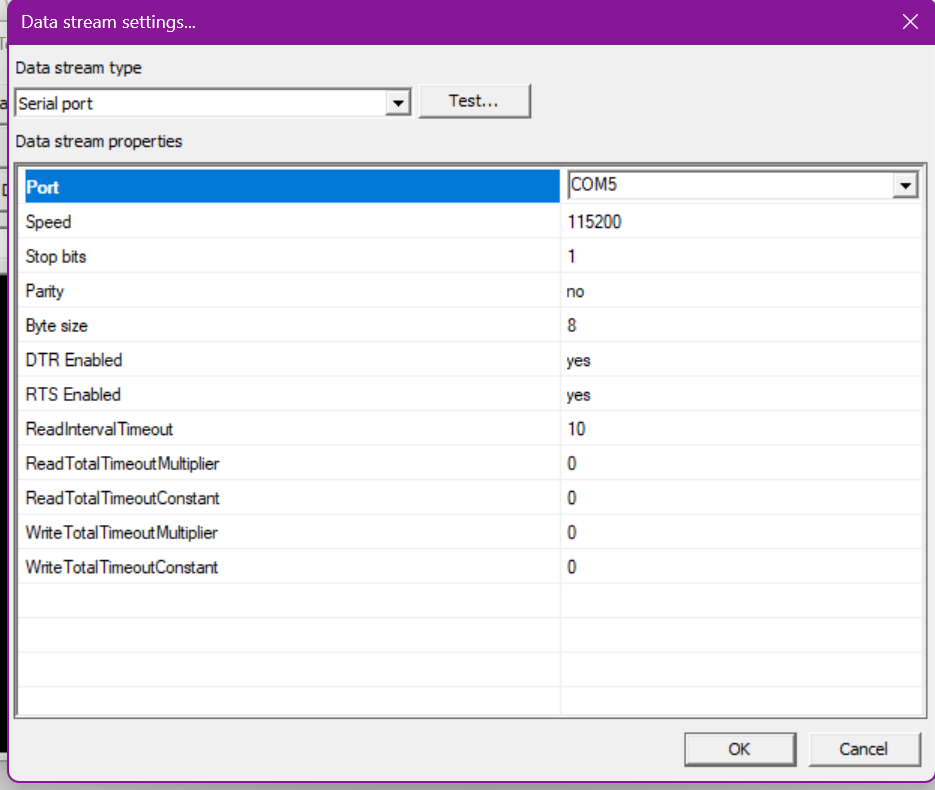 Data stream settings...
Data stream type
Serial port Test...
Data stream properties
Port COM5
Speed 115200
Stop bits 1
Parity no
Byte size 8
DTR Enabled yes
RTS Enabled yes
ReadIntervalTimeout 10
ReadTotalTimeoutMultiplier 0
ReadTotalTimeoutConstant 0
WriteTotalTimeoutMultiplier 0
WriteTotalTimeoutConstant 0
OK Cancel